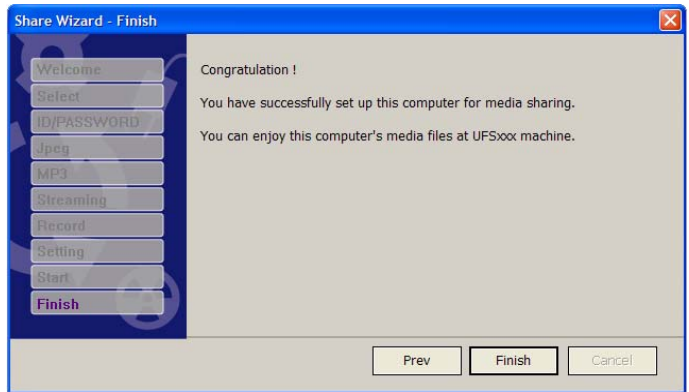 Share Wizard - Finish
Welcome
Select
ID/PASSWORD
Jpeg
MP3
Streaming
Record
Setting
Start
Finish
Congratulation !
You have successfully set up this computer for media sharing.
You can enjoy this computer's media files at UFSxxx machine.
Prev
Finish
Cancel